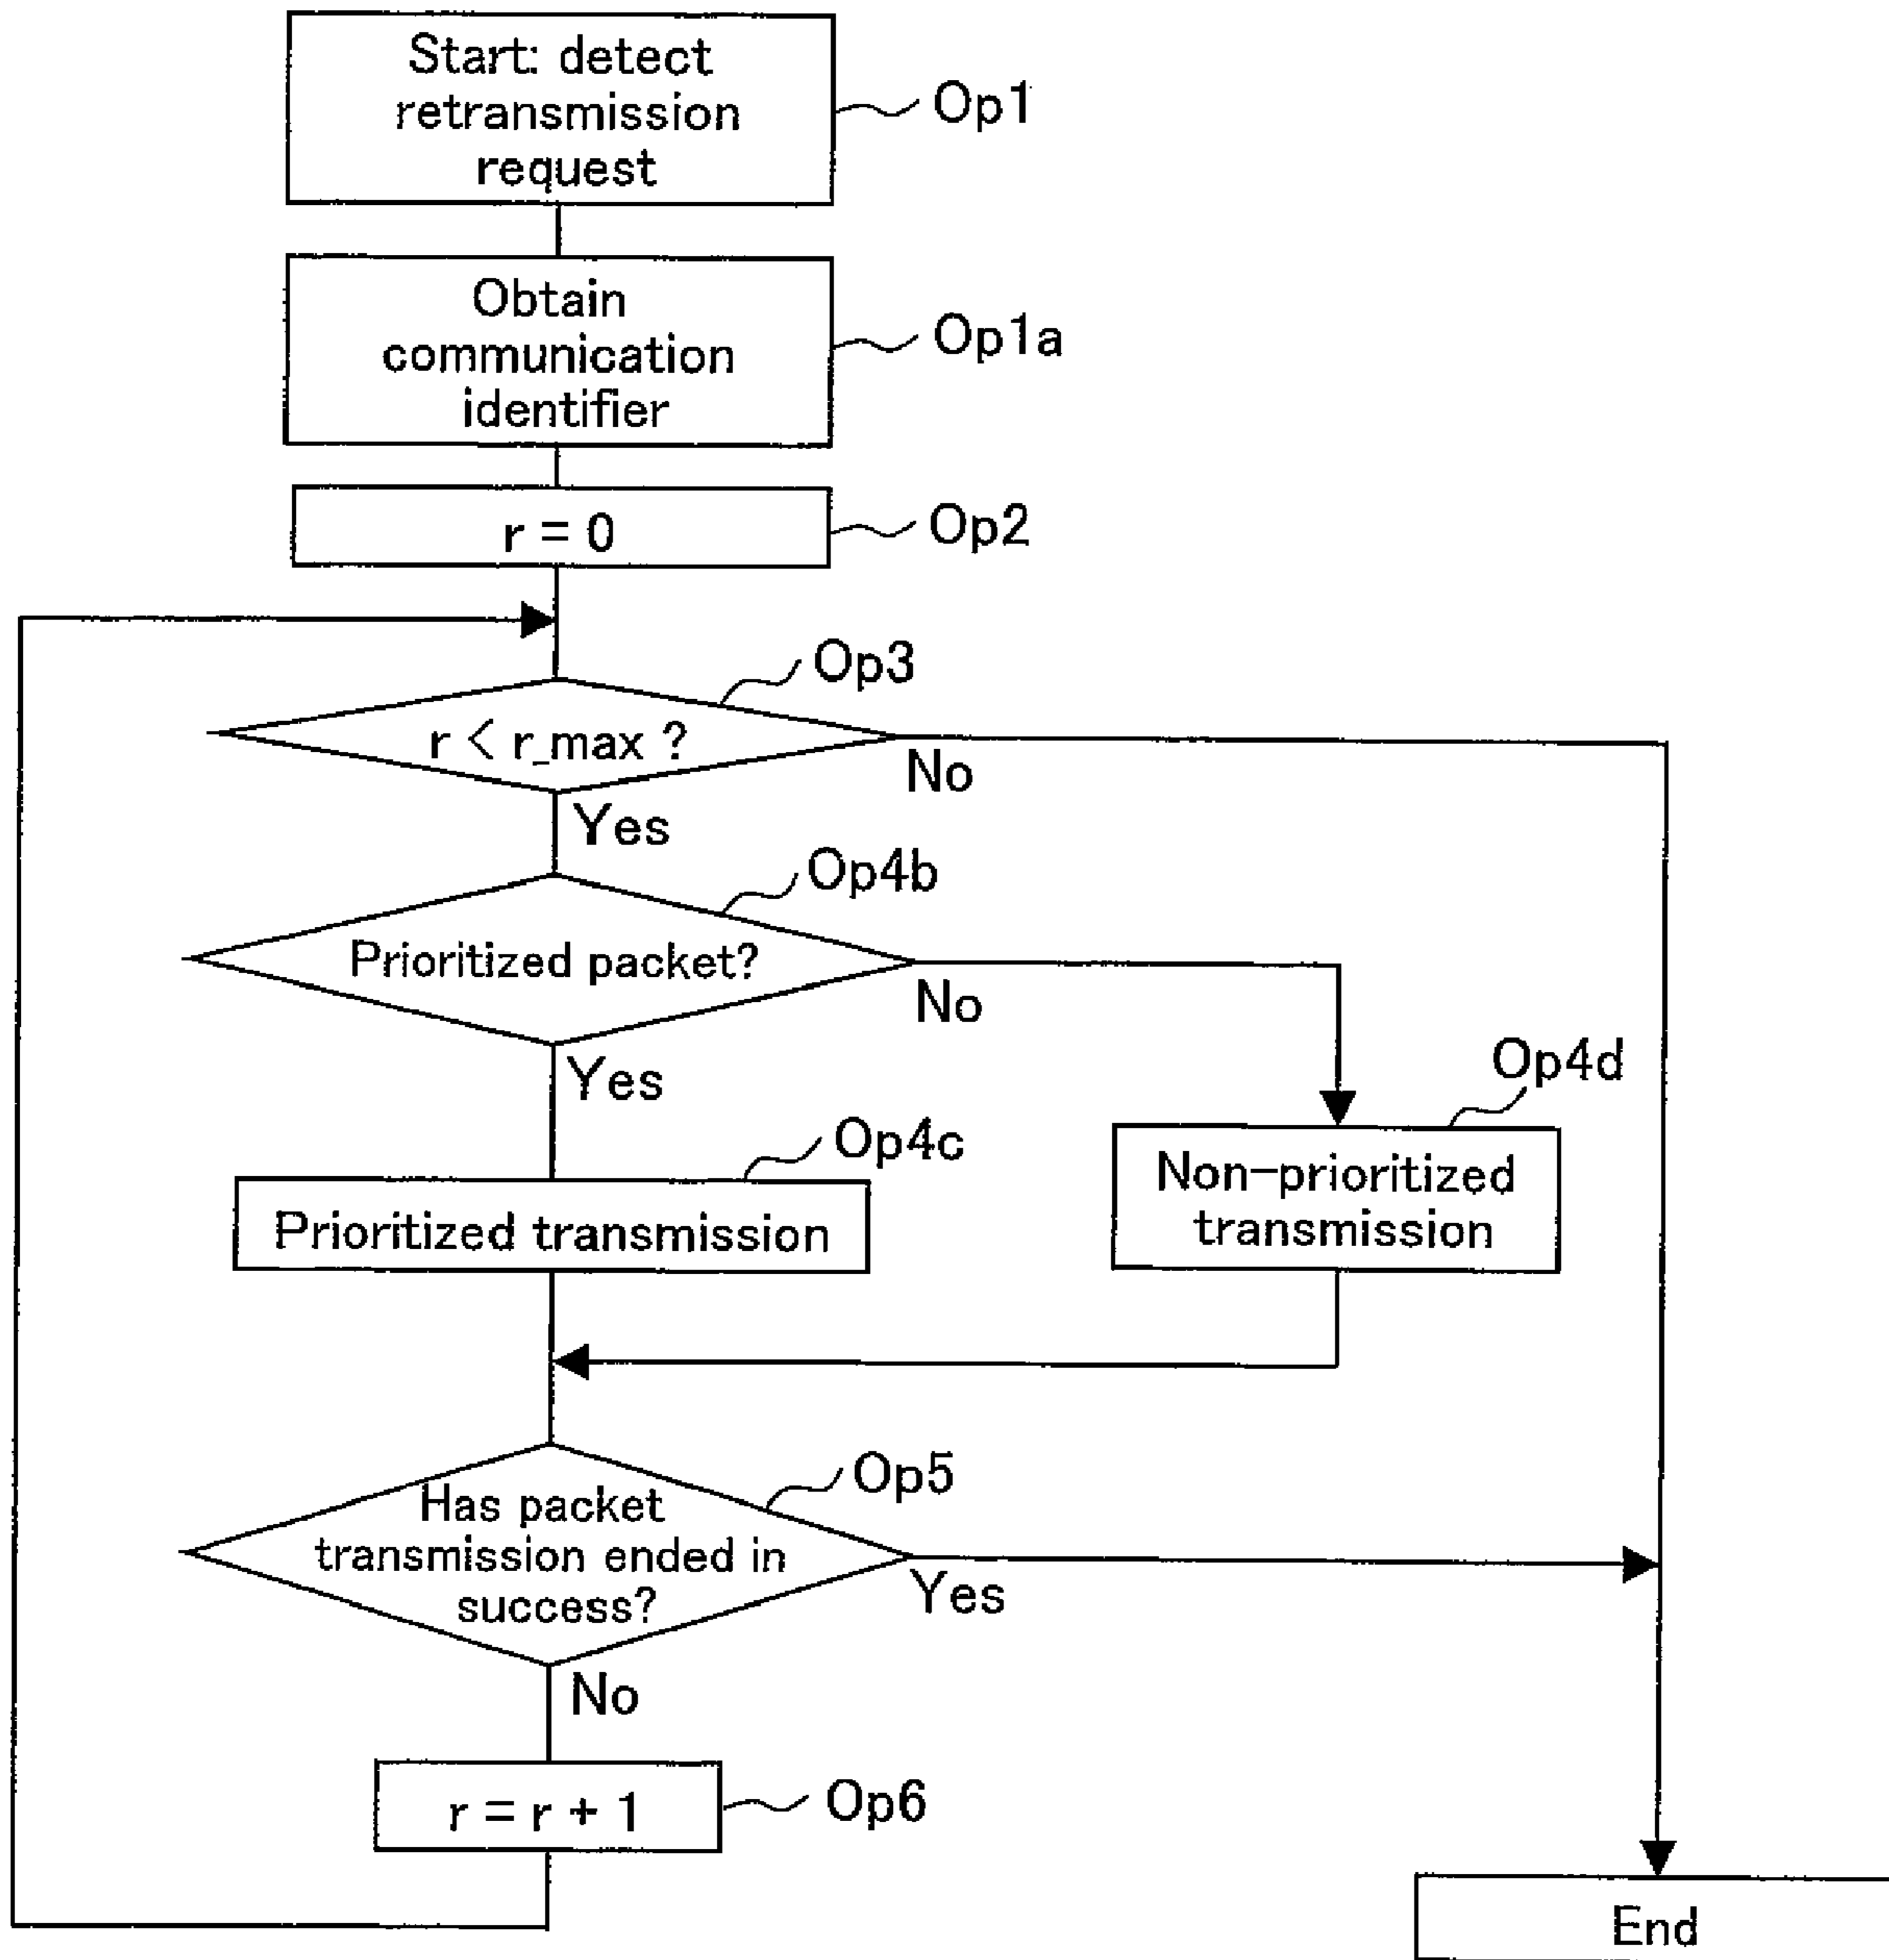 Start: detect
retransmission
request
Op1
Obtain
communication
identifier
Op1a
r = 0
Op2
Op3
r < r_max ?
No
Yes
Op4b
Prioritized packet?
No
Yes
Op4d
Op4c
Non-prioritized
transmission
Prioritized transmission
Op5
Has packet
transmission ended in
success?
Yes
No
r = r + 1
Op6
End